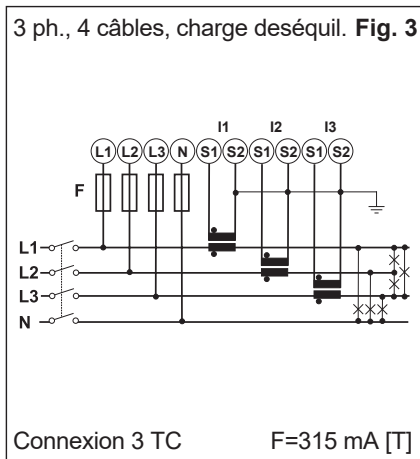 3 ph., 4 câbles, charge deséquil. Fig. 3
I1 I2 I3
L1 L2 L3 N S1 S2 S1 S2 S1 S2
F
L1
L2
L3
N
Connexion 3 TC F=315 mA [T]